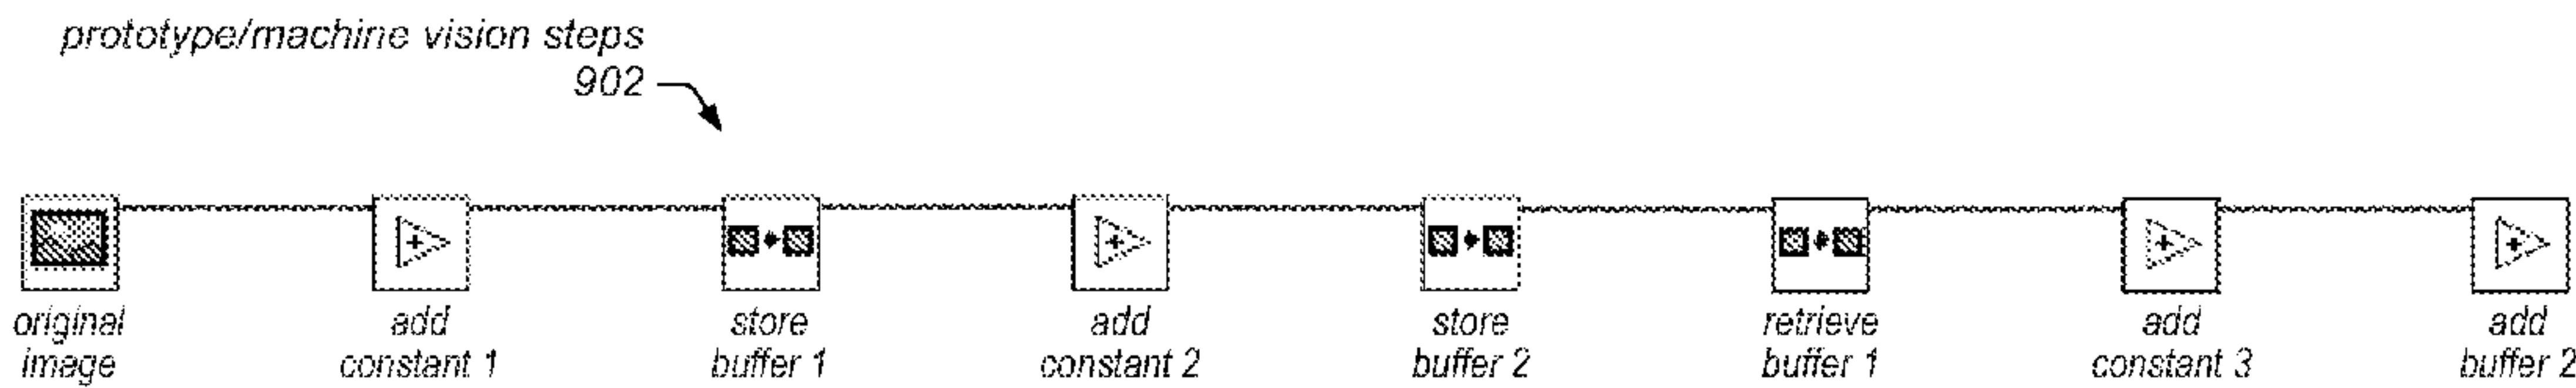 prototype/machine vision steps
902
original
image
add
constant 1
store
buffer 1
add
constant 2
store
buffer 2
retrieve
buffer 1
add
constant 3
add
buffer 2